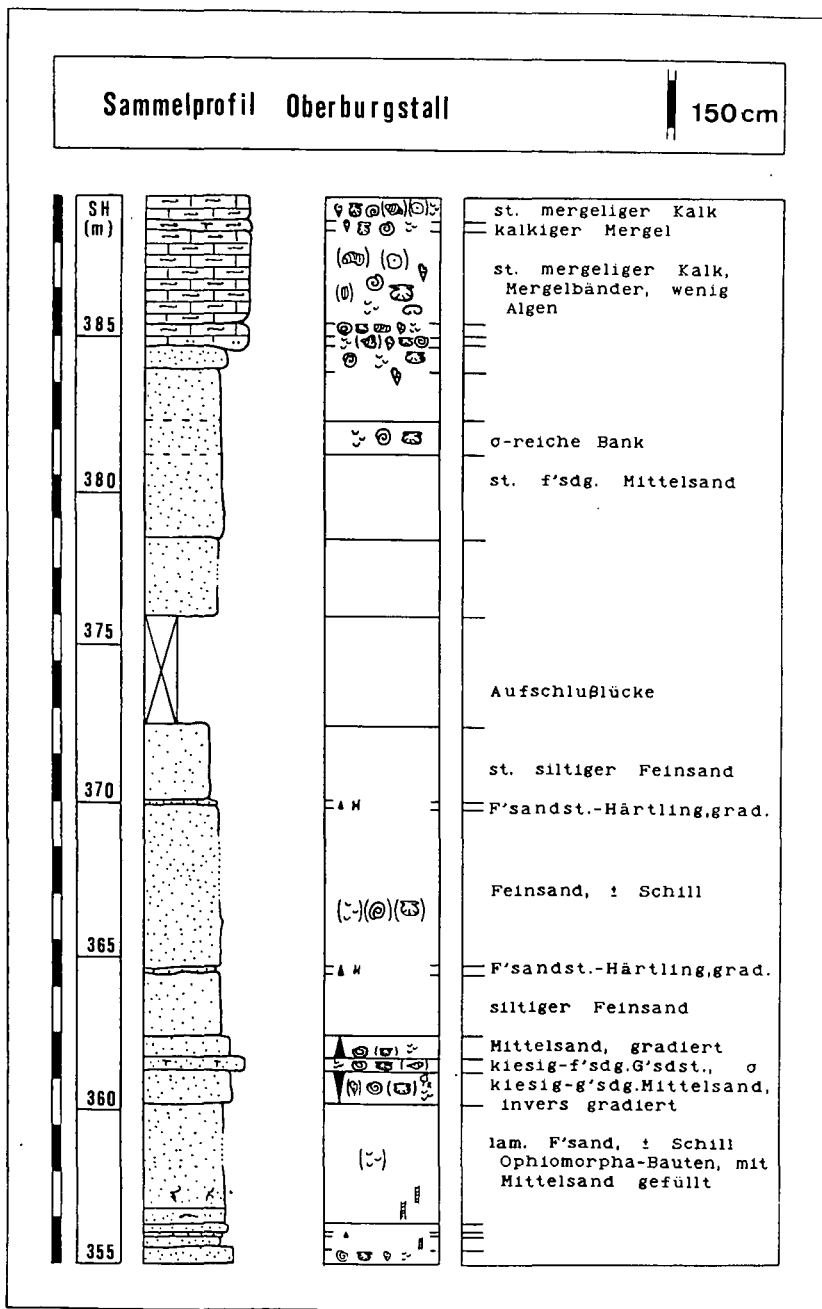 Sammelprofil Oberburgstall
150cm
SH
(m)
385
380
375
370
365
360
355
st. mergeliger Kalk
kalkiger Mergel
st. mergeliger Kalk,
Mergelbänder, wenig
Algen
σ-reiche Bank
st. f'sdg. Mittelsand
Aufschlußlücke
st. siltiger Feinsand
F'sandst.-Härtling,grad.
Feinsand, ± Schill
F'sandst.-Härtling,grad.
siltiger Feinsand
Mittelsand, gradiert
kiesig-f'sdg.G'sdst., σ
kiesig-g'sdg.Mittelsand,
invers gradiert
lam. F'sand, ± Schill
Ophiomorpha-Bauten, mit
Mittelsand gefüllt